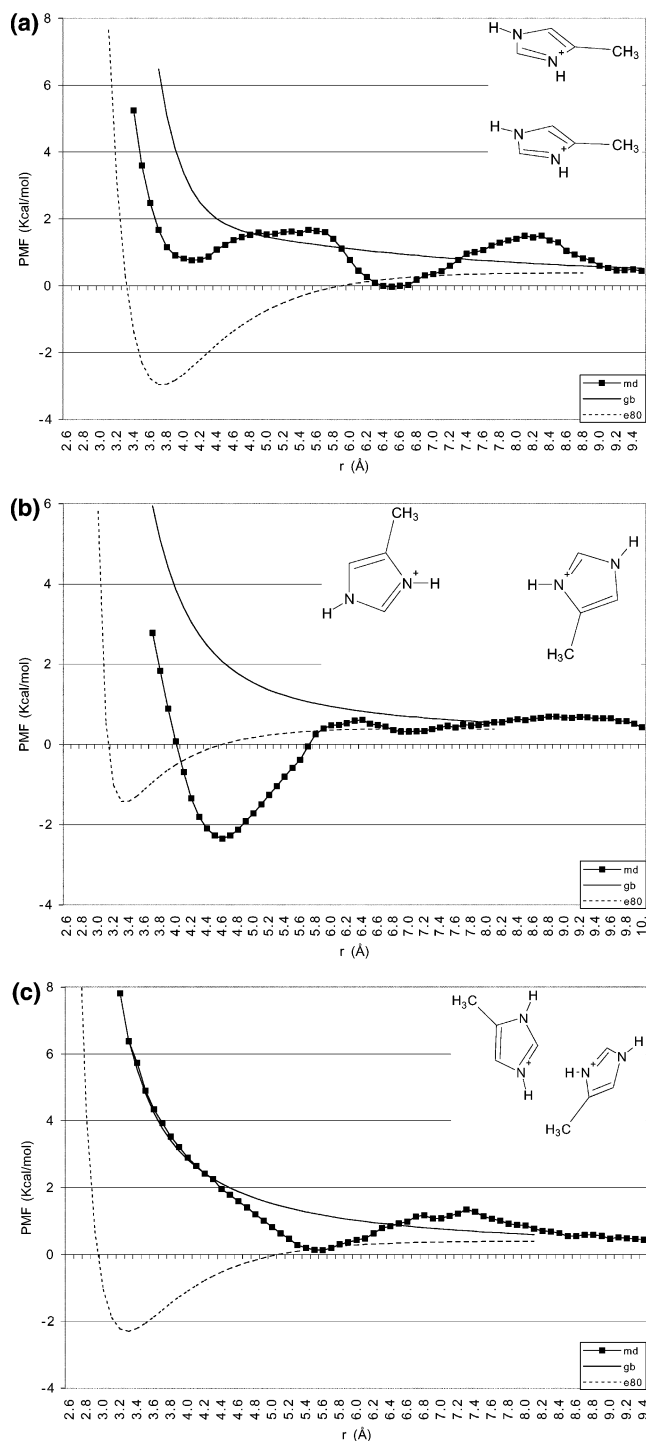 (a)
8
6
4
2
0
-2
-4
PMF (Kcal/mol)
H
N
+
N
H
CH3
H
N
+
N
H
CH3
md
gb
e80
2.6 2.8 3.0 3.2 3.4 3.6 3.8 4.0 4.2 4.4 4.6 4.8 5.0 5.2 5.4 5.6 5.8 6.0 6.2 6.4 6.6 6.8 7.0 7.2 7.4 7.6 7.8 8.0 8.2 8.4 8.6 8.8 9.0 9.2 9.4
r (Å)
(b)
6
4
2
0
-2
-4
PMF (Kcal/mol)
CH3
N
+
H
N
H
H
N
+
N
H
H3C
md
gb
e80
2.6 2.8 3.0 3.2 3.4 3.6 3.8 4.0 4.2 4.4 4.6 4.8 5.0 5.2 5.4 5.6 5.8 6.0 6.2 6.4 6.6 6.8 7.0 7.2 7.4 7.6 7.8 8.0 8.2 8.4 8.6 8.8 9.0 9.2 9.4 9.6 9.8 10.
r (Å)
(c)
8
6
4
2
0
-2
-4
PMF (Kcal/mol)
H3C
H
N
+
N
H
H
N
+
N
H
H3C
md
gb
e80
2.6 2.8 3.0 3.2 3.4 3.6 3.8 4.0 4.2 4.4 4.6 4.8 5.0 5.2 5.4 5.6 5.8 6.0 6.2 6.4 6.6 6.8 7.0 7.2 7.4 7.6 7.8 8.0 8.2 8.4 8.6 8.8 9.0 9.2 9.4
r (Å)